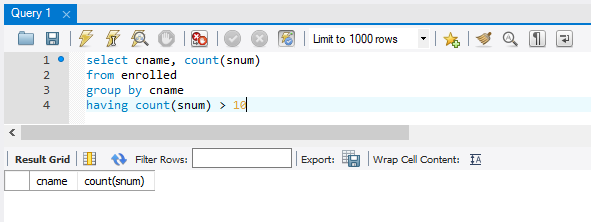 Query 1
Limit to 1000 rows
1 select cname, count(snum)
2 from enrolled
3 group by cname
4 having count(snum) > 10
Result Grid Filter Rows: Export: Wrap Cell Content:
cname count(snum)